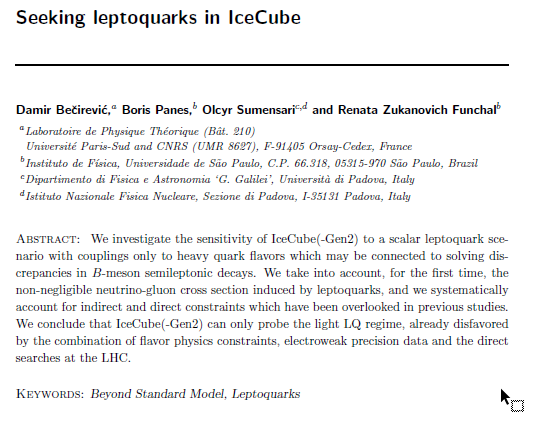 Seeking leptoquarks in IceCube
Damir Bečirević,ᵃ Boris Panes,ᵇ Olcyr Sumensariᶜ,ᵈ and Renata Zukanovich Funchalᵇ
ᵃ Laboratoire de Physique Théorique (Bât. 210)
Université Paris-Sud and CNRS (UMR 8627), F-91405 Orsay-Cedex, France
ᵇ Instituto de Física, Universidade de São Paulo, C.P. 66.318, 05315-970 São Paulo, Brazil
ᶜ Dipartimento di Fisica e Astronomia ‘G. Galilei’, Università di Padova, Italy
ᵈ Istituto Nazionale Fisica Nucleare, Sezione di Padova, I-35131 Padova, Italy
Abstract: We investigate the sensitivity of IceCube(-Gen2) to a scalar leptoquark sce-
nario with couplings only to heavy quark flavors which may be connected to solving dis-
crepancies in B-meson semileptonic decays. We take into account, for the first time, the
non-negligible neutrino-gluon cross section induced by leptoquarks, and we systematically
account for indirect and direct constraints which have been overlooked in previous studies.
We conclude that IceCube(-Gen2) can only probe the light LQ regime, already disfavored
by the combination of flavor physics constraints, electroweak precision data and the direct
searches at the LHC.
Keywords: Beyond Standard Model, Leptoquarks